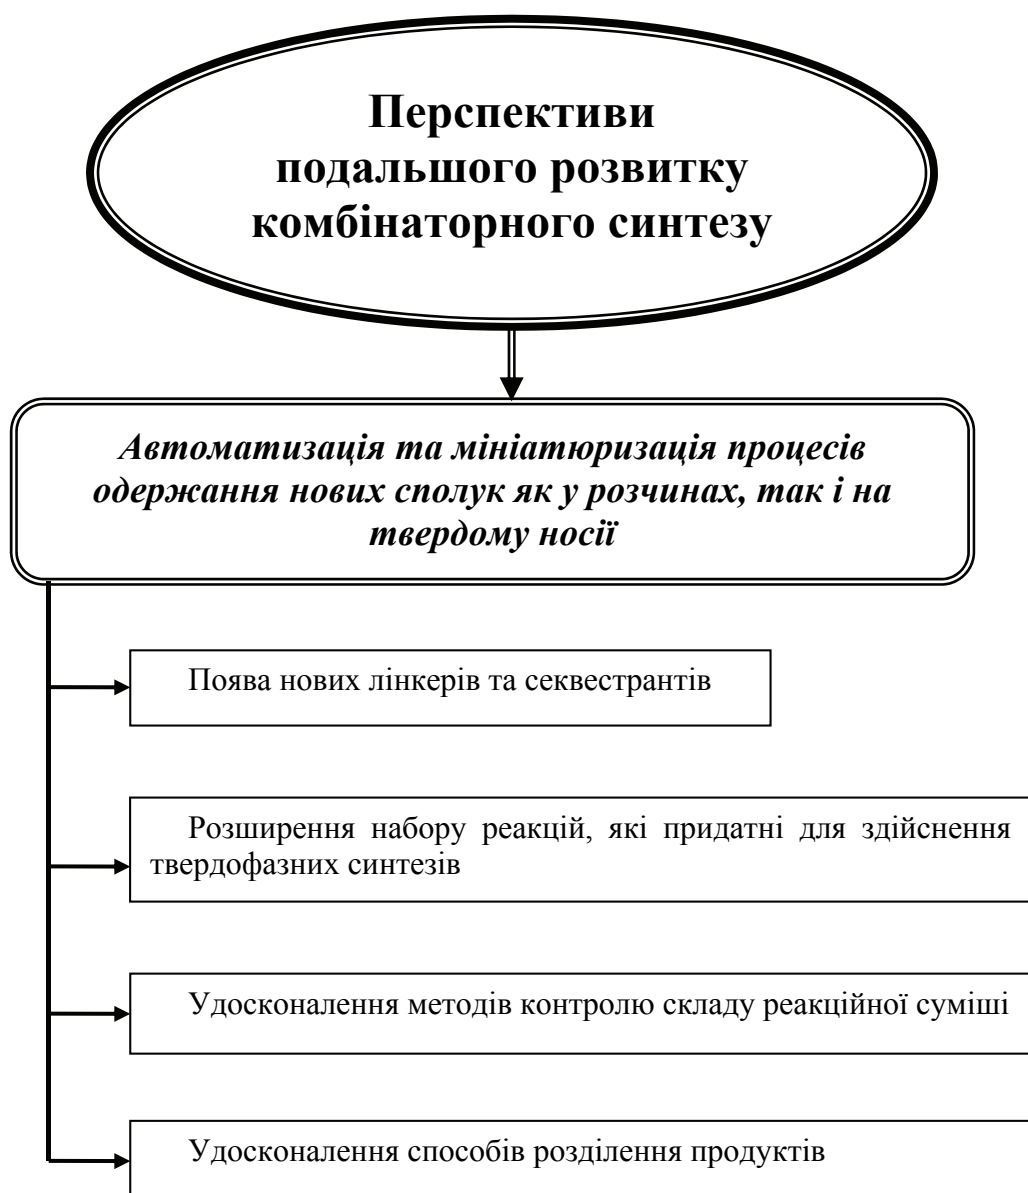 Перспективи
подальшого розвитку
комбінаторного синтезу
Автоматизація та мініатюризація процесів
одержання нових сполук як у розчинах, так і на
твердому носії
Поява нових лінкерів та секвестрантів
Розширення набору реакцій, які придатні для здійснення
твердофазних синтезів
Удосконалення методів контролю складу реакційної суміші
Удосконалення способів розділення продуктів